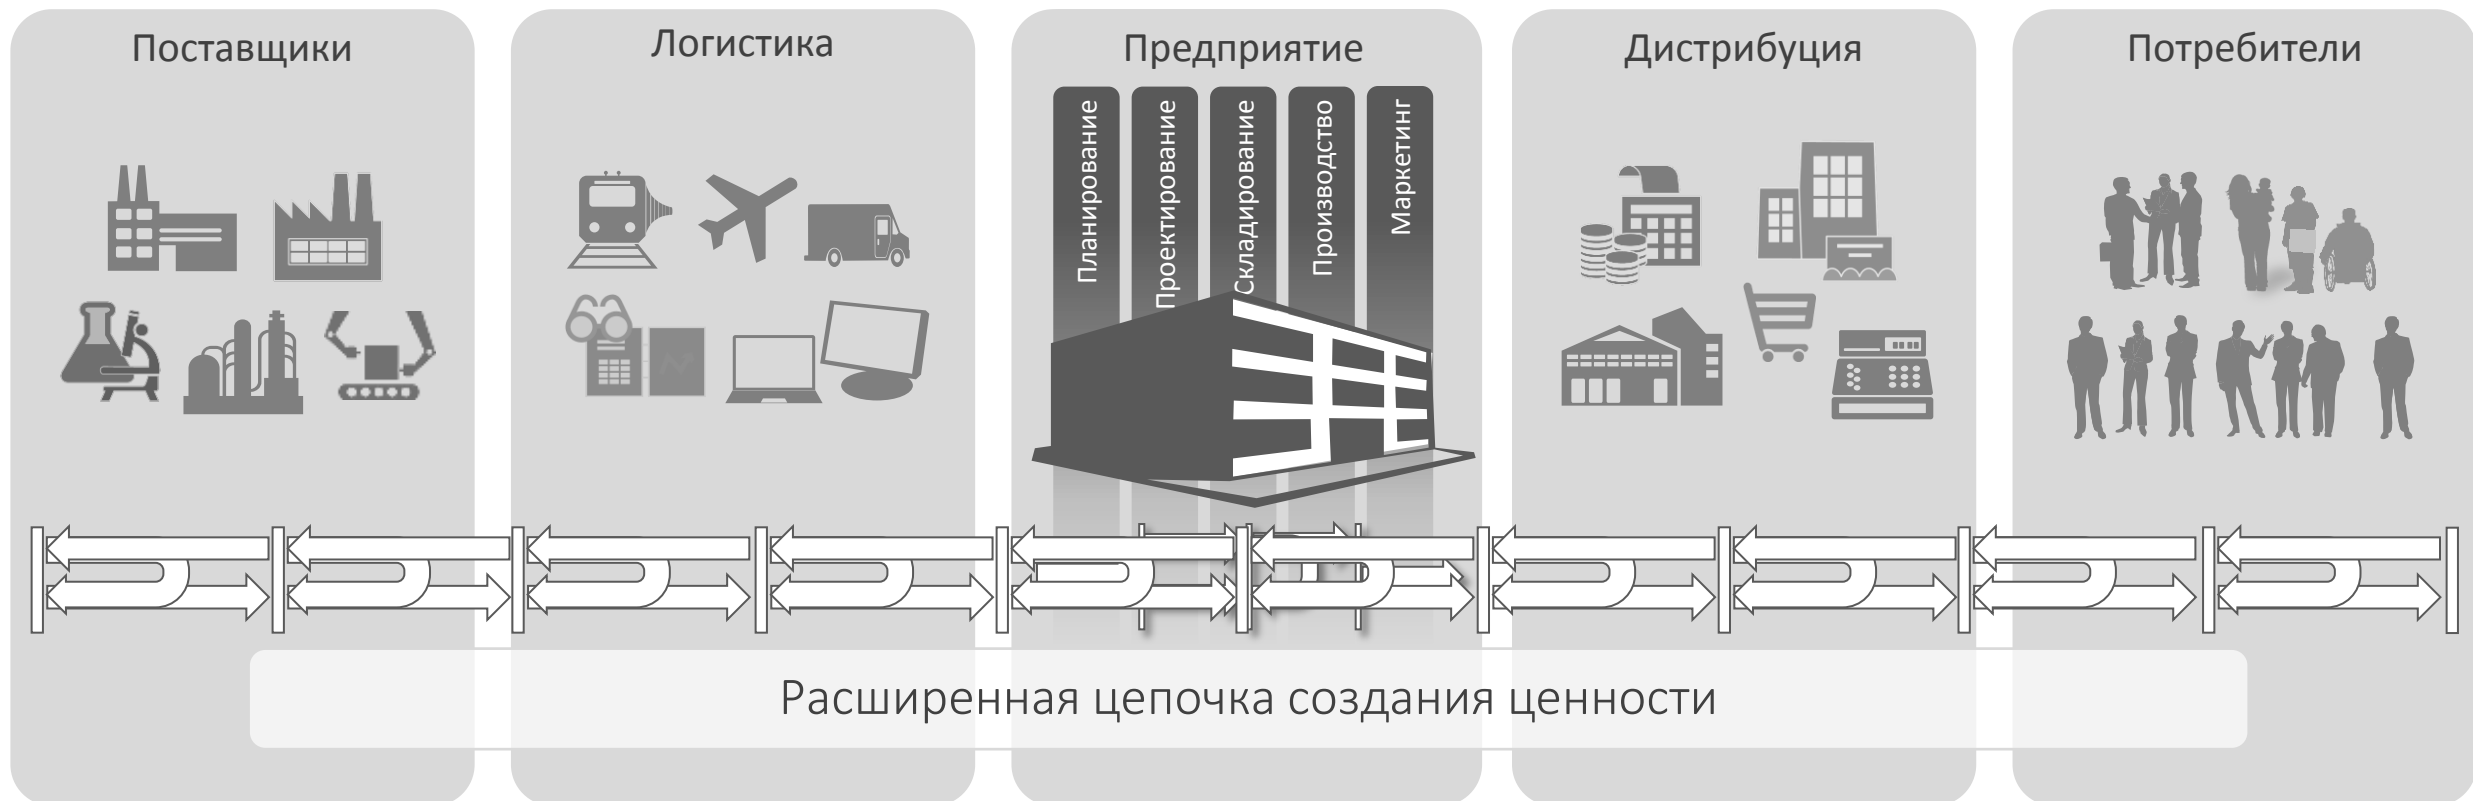 Поставщики
Логистика
Предприятие
Дистрибуция
Потребители
Планирование
Проектирование
Складирование
Производство
Маркетинг
Расширенная цепочка создания ценности